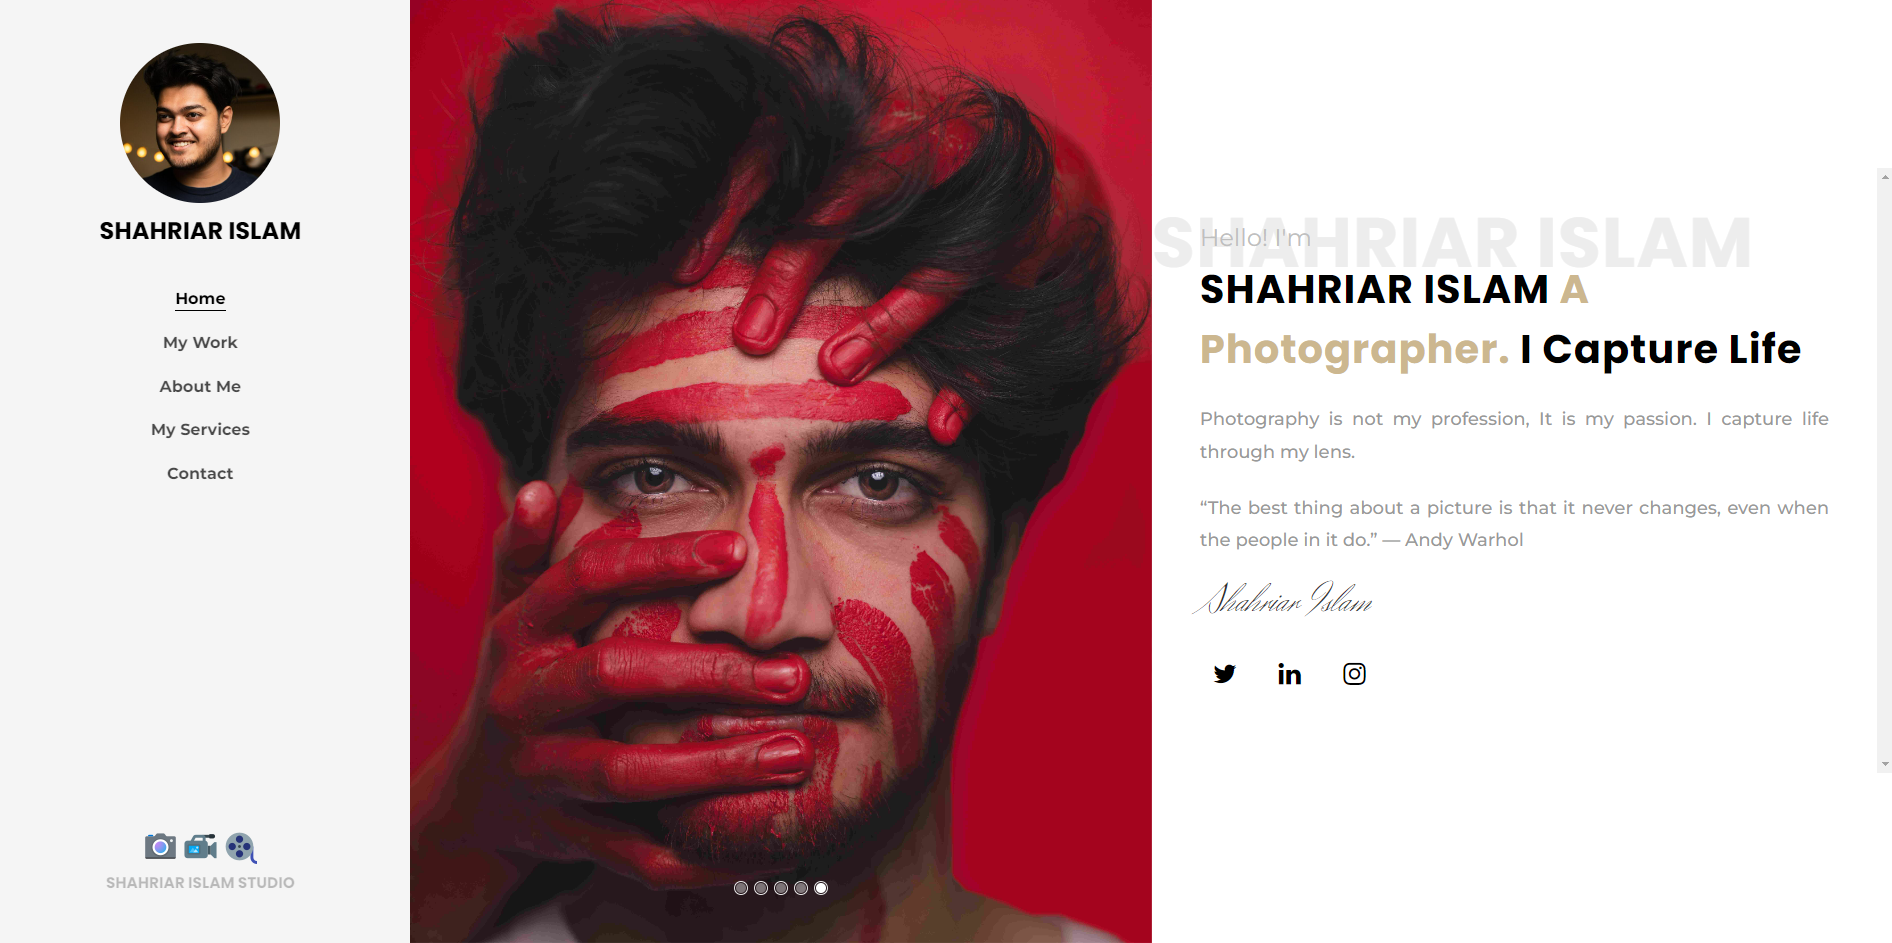 SHAHRIAR ISLAM
Home
My Work
About Me
My Services
Contact
SHAHRIAR ISLAM STUDIO
SHAHRIAR ISLAM
Hello! I'm
SHAHRIAR ISLAM A
Photographer. I Capture Life
Photography is not my profession, It is my passion. I capture life
through my lens.
“The best thing about a picture is that it never changes, even when
the people in it do.” — Andy Warhol
Shahriar Islam
in